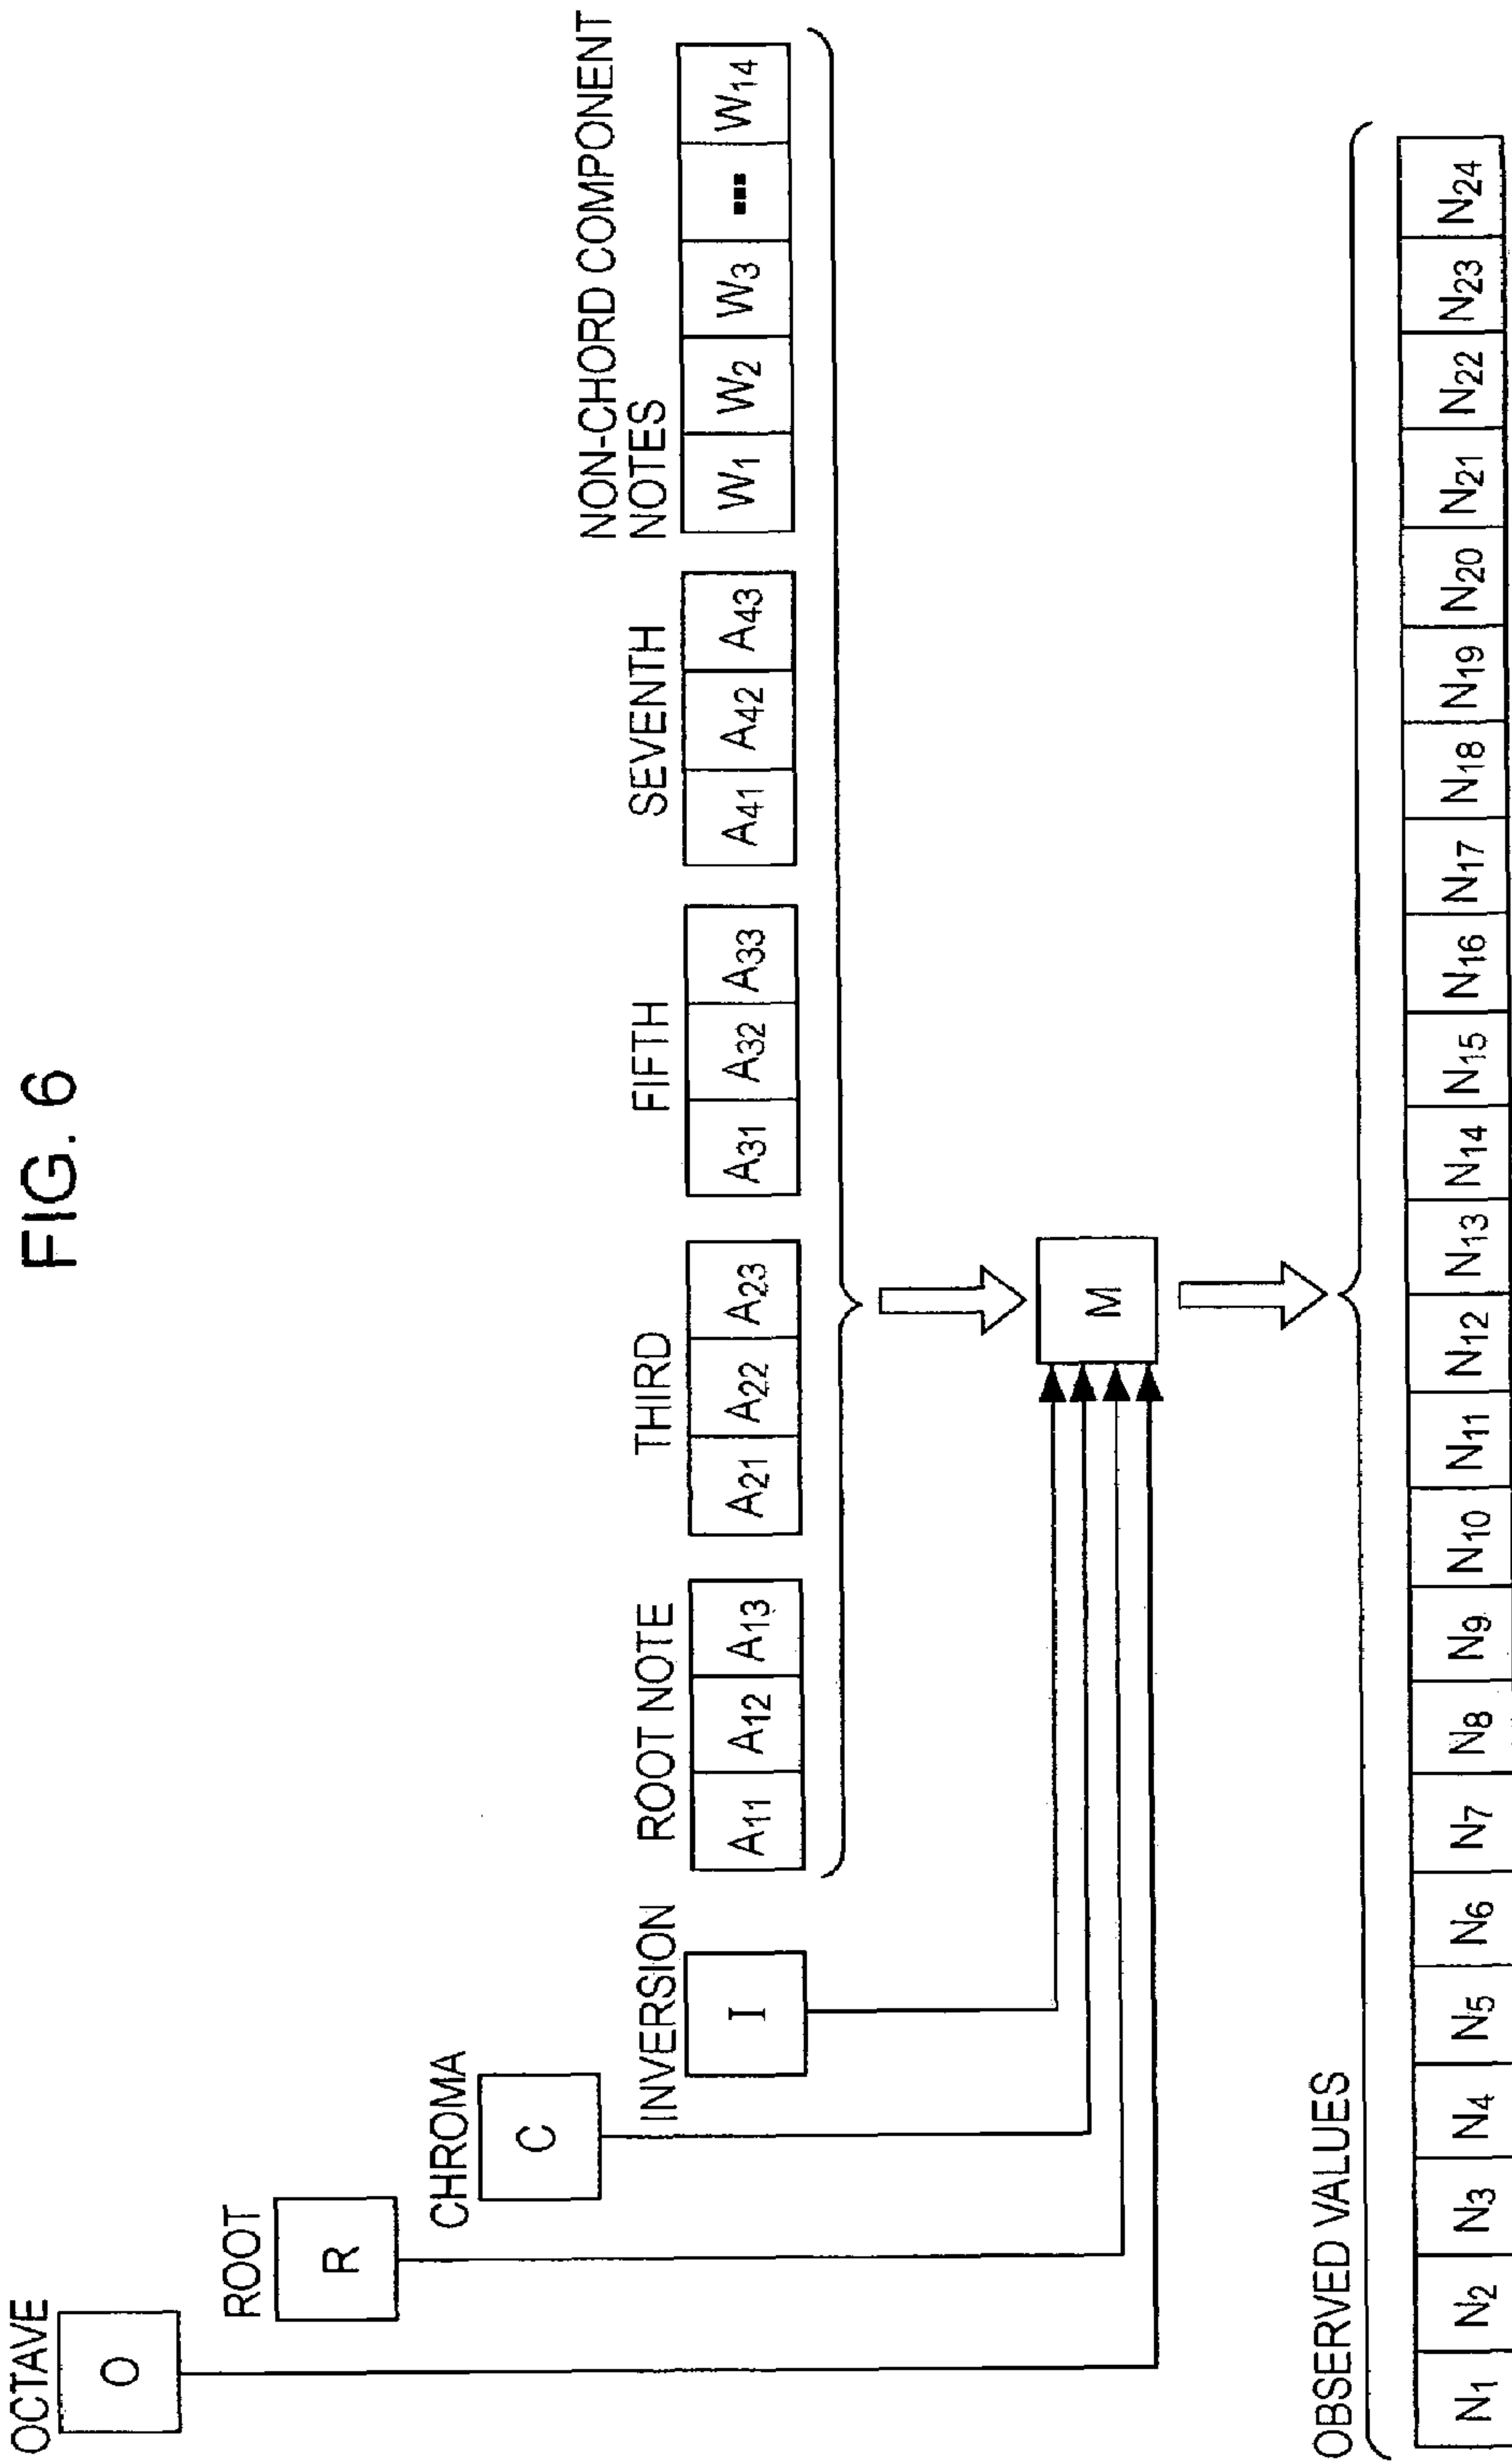 FIG. 6
OCTAVE
O
ROOT
R
CHROMA
C
INVERSION
I
ROOT NOTE
A11 A12 A13
THIRD
A21 A22 A23
FIFTH
A31 A32 A33
SEVENTH
A41 A42 A43
NON-CHORD COMPONENT
NOTES
W1 W2 W3 ... W14
M
OBSERVED VALUES
N1 N2 N3 N4 N5 N6 N7 N8 N9 N10 N11 N12 N13 N14 N15 N16 N17 N18 N19 N20 N21 N22 N23 N24